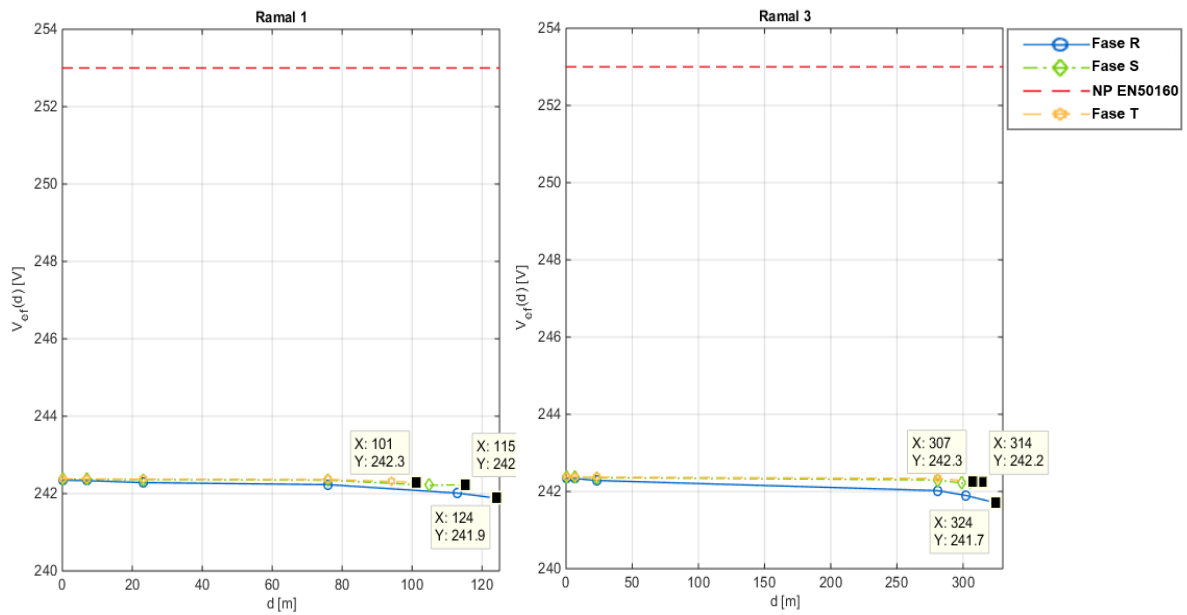 Ramal 1
254
252
250
248
246
244
242
240
V_ef(d) [V]
0
20
40
60
80
100
120
d [m]
X: 101
Y: 242.3
X: 115
Y: 242
X: 124
Y: 241.9
Ramal 3
254
252
250
248
246
244
242
240
V_ef(d) [V]
0
50
100
150
200
250
300
d [m]
X: 307
Y: 242.3
X: 314
Y: 242.2
X: 324
Y: 241.7
Fase R
Fase S
NP EN50160
Fase T